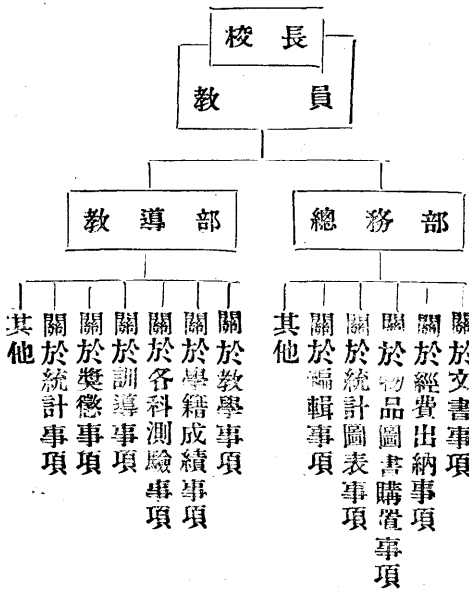 校長
教員
教導部
總務部
關於文書事項
關於經費出納事項
關於物品圖書購置事項
關於統計圖表事項
關於編輯事項
其他
關於教學事項
關於學籍成績事項
關於各科測驗事項
關於訓導事項
關於獎懲事項
關於統計事項
其他